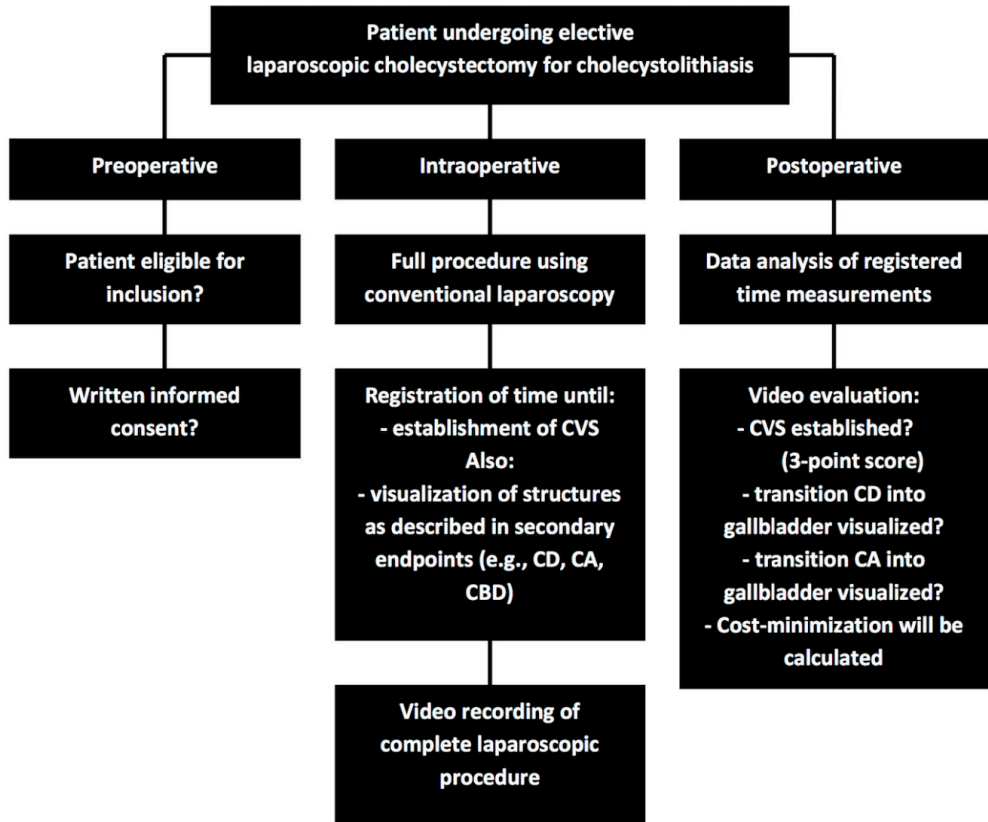 Patient undergoing elective
laparoscopic cholecystectomy for cholecystolithiasis
Preoperative
Intraoperative
Postoperative
Patient eligible for
inclusion?
Full procedure using
conventional laparoscopy
Data analysis of registered
time measurements
Written informed
consent?
Registration of time until:
- establishment of CVS
Also:
- visualization of structures
as described in secondary
endpoints (e.g., CD, CA,
CBD)
Video evaluation:
- CVS established?
(3-point score)
- transition CD into
gallbladder visualized?
- transition CA into
gallbladder visualized?
- Cost-minimization will be
calculated
Video recording of
complete laparoscopic
procedure